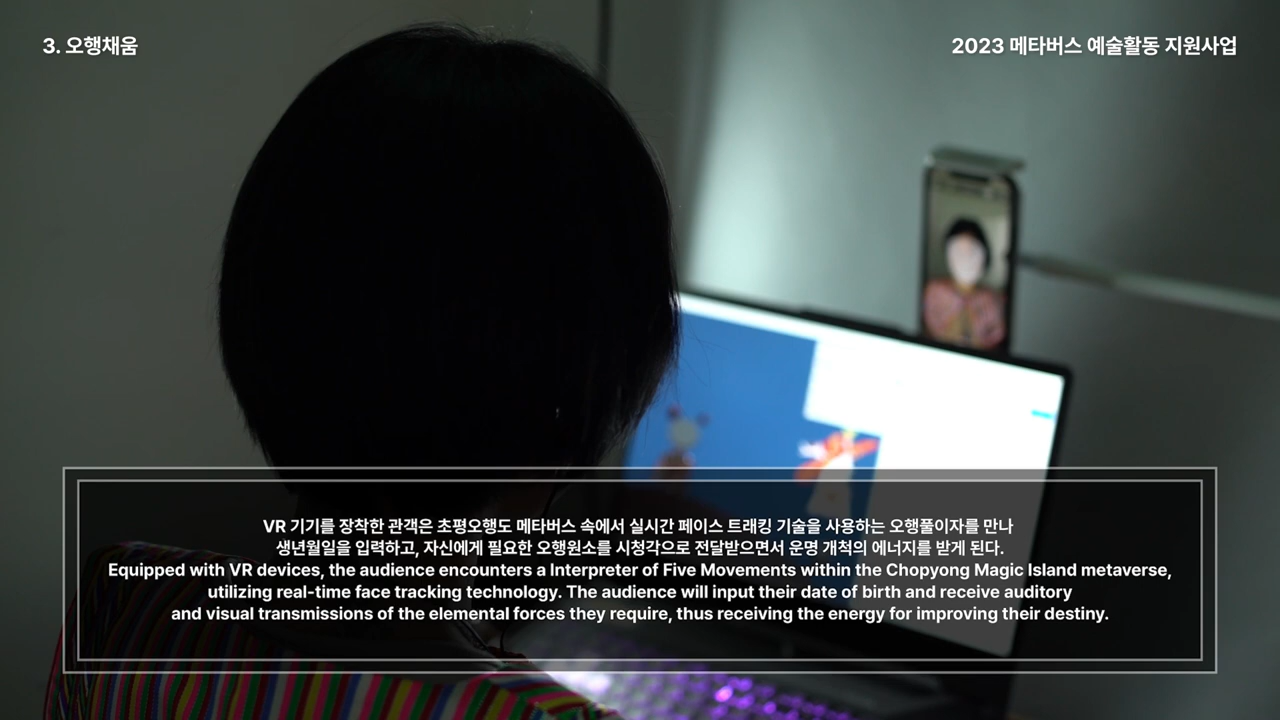 3. 오행채움
2023 메타버스 예술활동 지원사업
VR 기기를 장착한 관객은 초평오행도 메타버스 속에서 실시간 페이스 트래킹 기술을 사용하는 오행풀이자를 만나
생년월일을 입력하고, 자신에게 필요한 오행원소를 시청각으로 전달받으면서 운명 개척의 에너지를 받게 된다.
Equipped with VR devices, the audience encounters a Interpreter of Five Movements within the Chopyong Magic Island metaverse,
utilizing real-time face tracking technology. The audience will input their date of birth and receive auditory
and visual transmissions of the elemental forces they require, thus receiving the energy for improving their destiny.